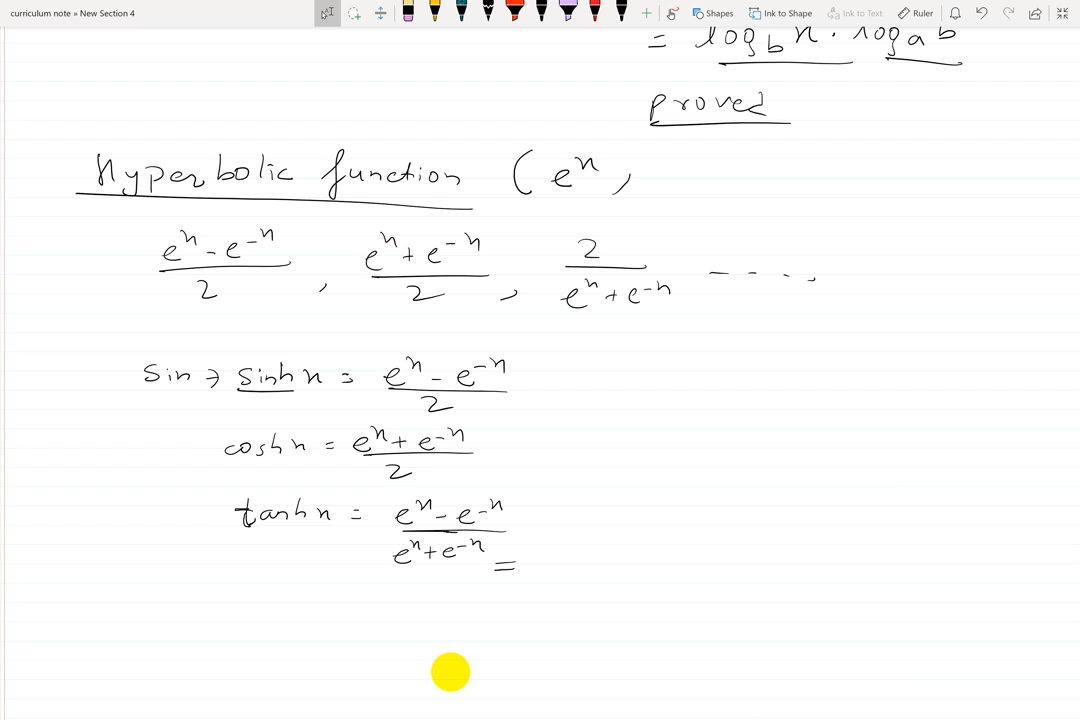 curriculum note » New Section 4
Shapes Ink to Shape Ink to Text Ruler
= log_b x · log_a b
proved
Hyperbolic function (e^x,
(e^x - e^-x)/2 , (e^x + e^-x)/2 , 2/(e^x + e^-x) - - - - ,
Sin → sinh x = (e^x - e^-x)/2
cosh x = (e^x + e^-x)/2
tanh x = (e^x - e^-x)/(e^x + e^-x) =